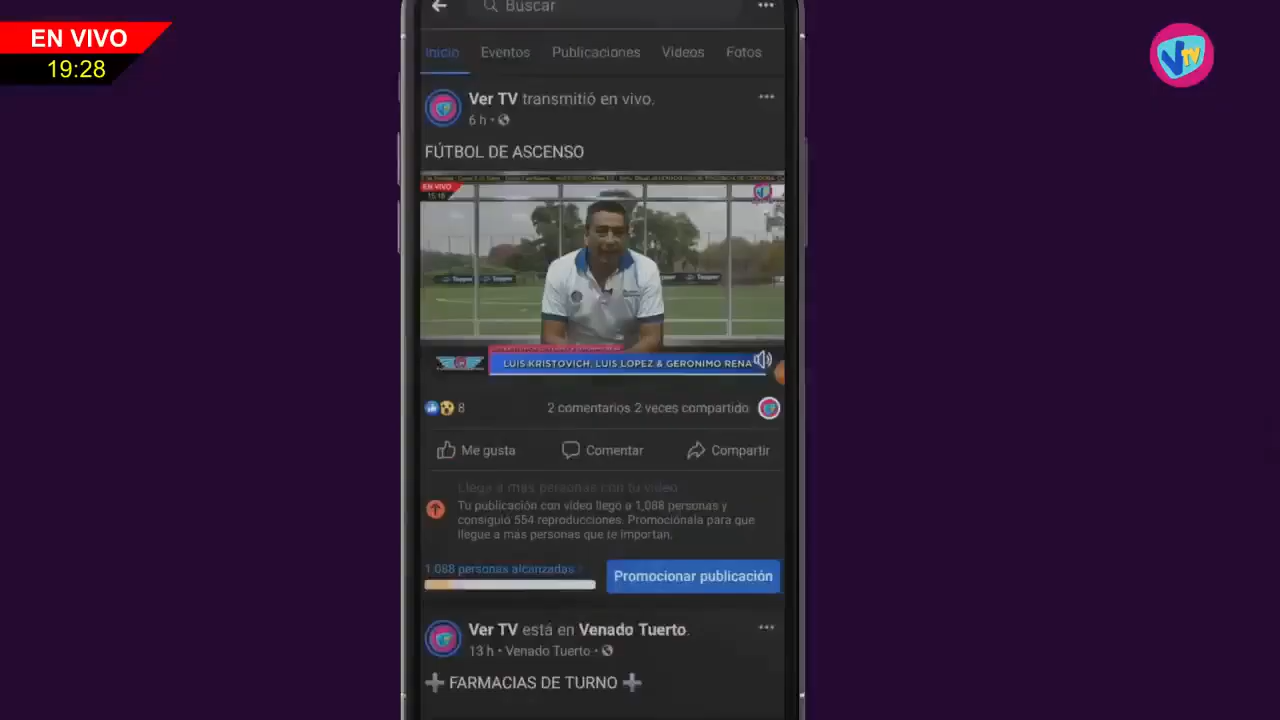 EN VIVO
19:28
VTV
Buscar
Inicio Eventos Publicaciones Videos Fotos
Ver TV transmitió en vivo.
6 h •
FÚTBOL DE ASCENSO
EN VIVO
LUIS KRISTOVICH, LUIS LOPEZ & GERONIMO RENA
8 2 comentarios 2 veces compartido
Me gusta Comentar Compartir
Llega a más personas con tu video
Tu publicación con video llegó a 1,088 personas y
consiguió 554 reproducciones. Promociónala para que
llegue a más personas que te importan.
1 088 personas alcanzadas
Promocionar publicación
Ver TV está en Venado Tuerto.
13 h • Venado Tuerto •
➕ FARMACIAS DE TURNO ➕